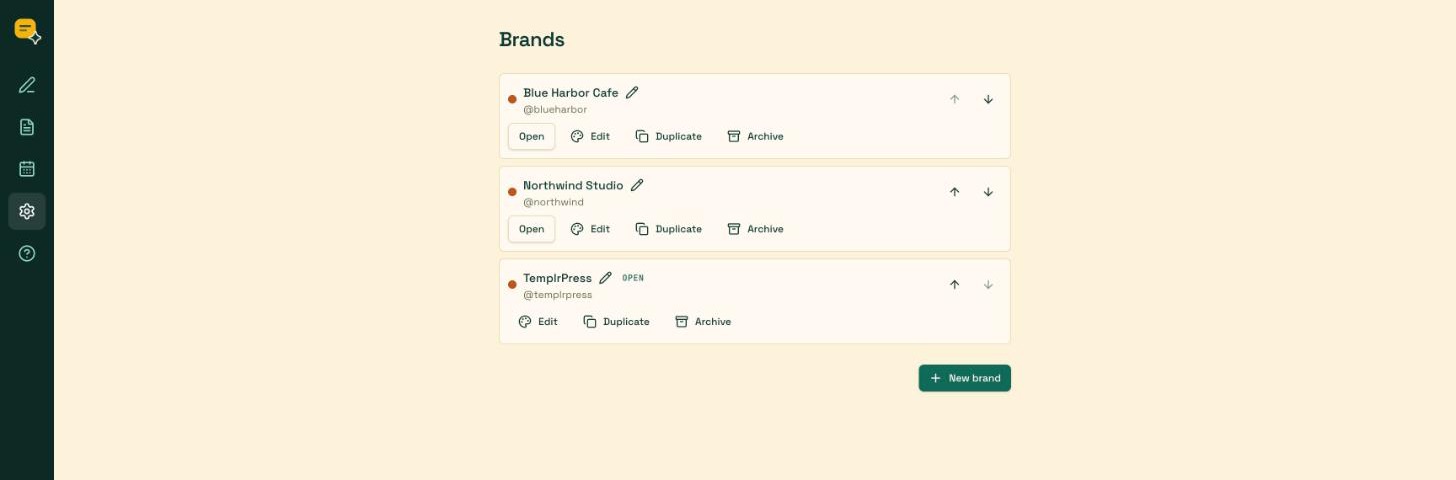 Brands
Blue Harbor Cafe
@blueharbor
Open Edit Duplicate Archive
Northwind Studio
@northwind
Open Edit Duplicate Archive
TemplrPress OPEN
@templrpress
Edit Duplicate Archive
New brand